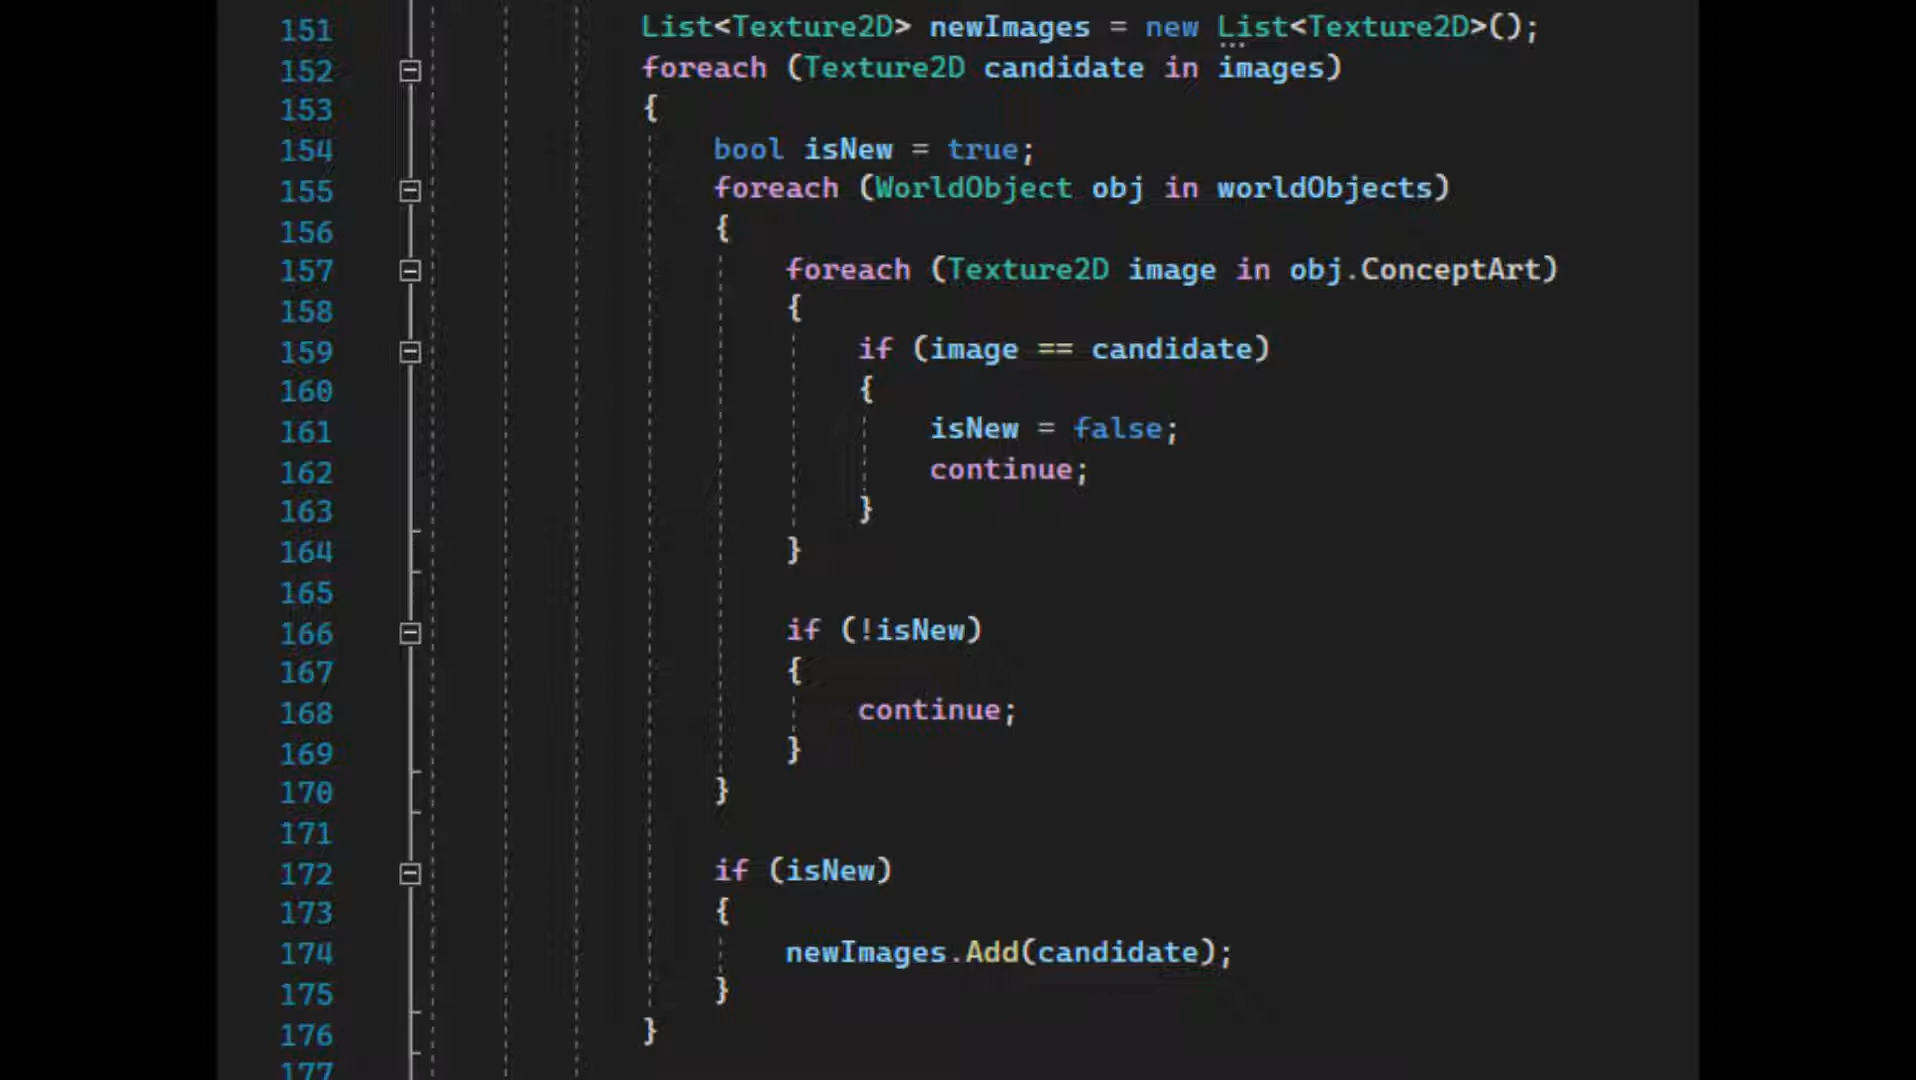 151 List<Texture2D> newImages = new List<Texture2D>();
152 foreach (Texture2D candidate in images)
153 {
154 bool isNew = true;
155 foreach (WorldObject obj in worldObjects)
156 {
157 foreach (Texture2D image in obj.ConceptArt)
158 {
159 if (image == candidate)
160 {
161 isNew = false;
162 continue;
163 }
164 }
165
166 if (!isNew)
167 {
168 continue;
169 }
170 }
171
172 if (isNew)
173 {
174 newImages.Add(candidate);
175 }
176 }
177